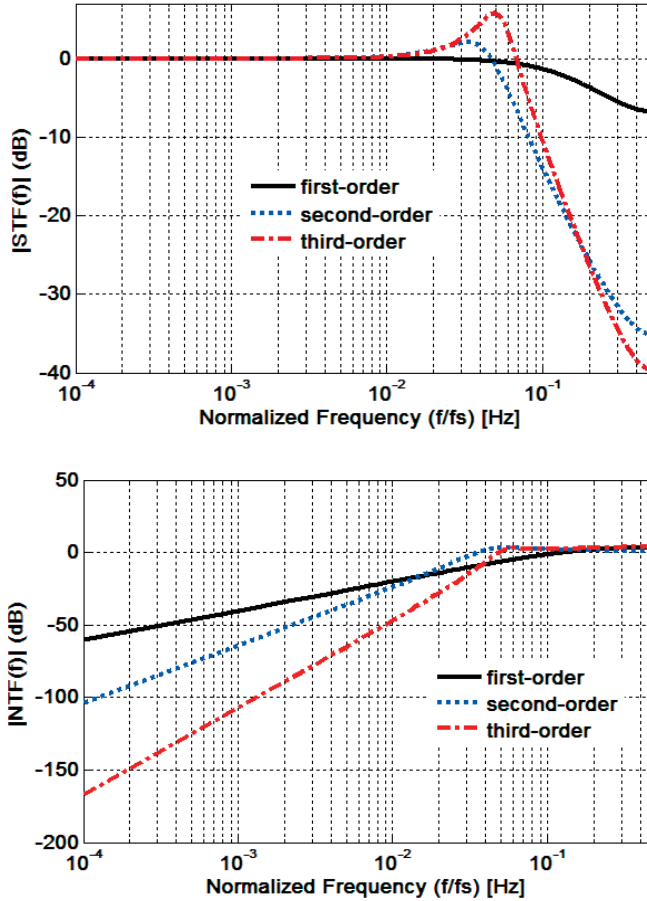 0
-10
-20
-30
-40
|STF(f)| (dB)
first-order
second-order
third-order
10⁻⁴
10⁻³
10⁻²
10⁻¹
Normalized Frequency (f/fs) [Hz]
50
0
-50
-100
-150
-200
|NTF(f)| (dB)
first-order
second-order
third-order
10⁻⁴
10⁻³
10⁻²
10⁻¹
Normalized Frequency (f/fs) [Hz]